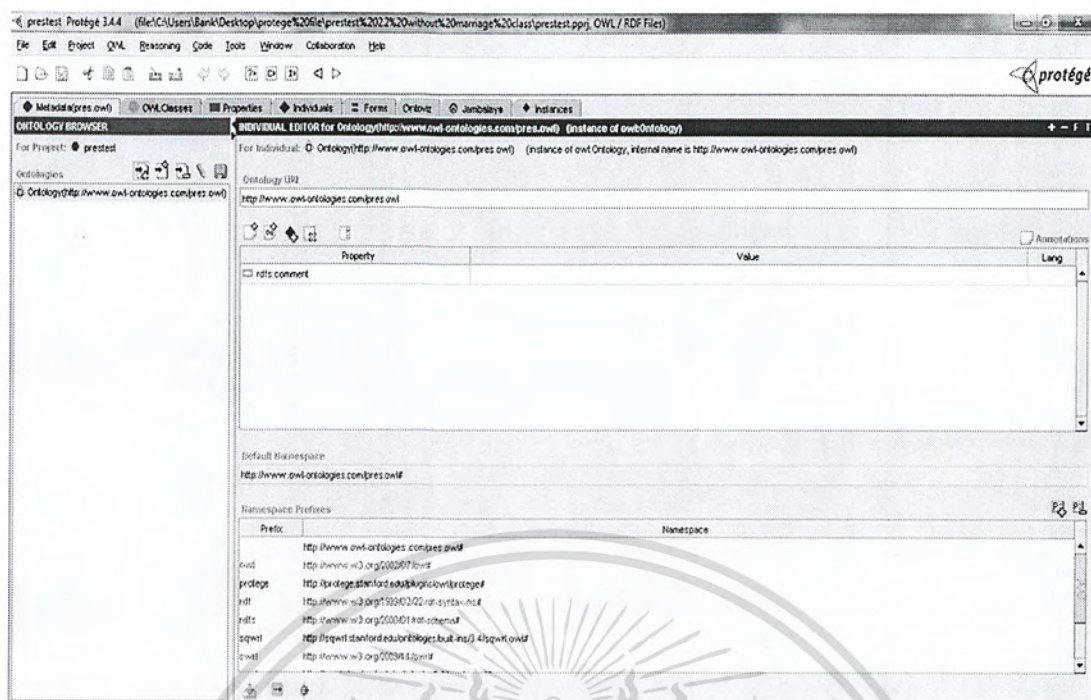 prestest Protégé 3.4.4 (file:\C:\Users\Bank\Desktop\protege%20file\prestest%2022%20without%20marriage%20class\prestest.pprj, OWL / RDF Files)
File Edit Project OWL Reasoning Code Tools Window Collaboration Help
protégé
Metadata(pres.owl) OWLClasses Properties Individuals Forms Ontoviz Jambalaya Instances
ONTOLOGY BROWSER
For Project: prestest
Ontologies
Ontology(http://www.owl-ontologies.com/pres.owl)
INDIVIDUAL EDITOR for Ontology(http://www.owl-ontologies.com/pres.owl) (instance of owl:Ontology)
For Individual: Ontology(http://www.owl-ontologies.com/pres.owl) (instance of owl:Ontology, internal name is http://www.owl-ontologies.com/pres.owl)
Ontology URI
http://www.owl-ontologies.com/pres.owl
Annotations
Property Value Lang
rdfs:comment
Default Namespace
http://www.owl-ontologies.com/pres.owl#
Namespace Prefixes
Prefix Namespace
http://www.owl-ontologies.com/pres.owl#
owl http://www.w3.org/2002/07/owl#
protege http://protege.stanford.edu/plugins/owl/protege#
rdf http://www.w3.org/1999/02/22-rdf-syntax-ns#
rdfs http://www.w3.org/2000/01/rdf-schema#
sqwrl http://sqwrl.stanford.edu/ontologies/built-ins/3.4/sqwrl.owl#
swrl http://www.w3.org/2003/11/swrl#